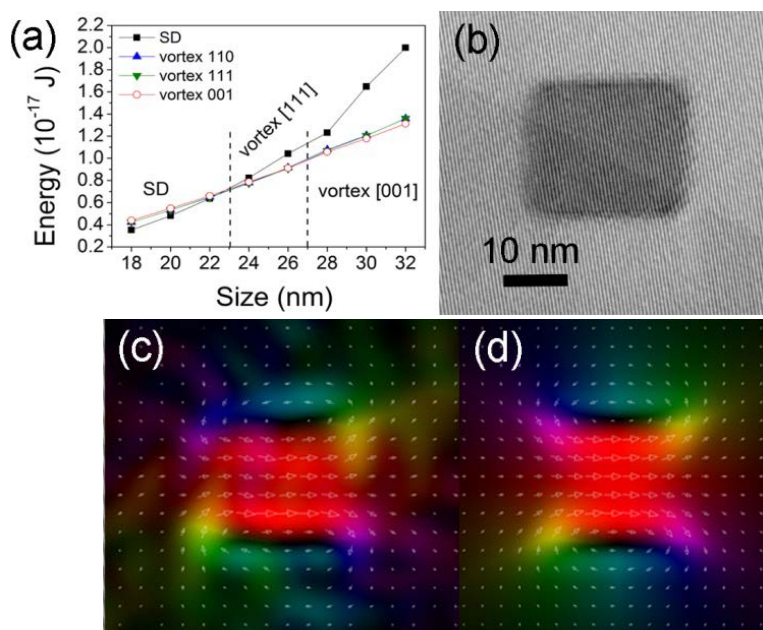 (a)
SD
vortex 110
vortex 111
vortex 001
Energy (10⁻¹⁷ J)
2.0
1.8
1.6
1.4
1.2
1.0
0.8
0.6
0.4
0.2
SD
vortex [111]
vortex [001]
18 20 22 24 26 28 30 32
Size (nm)
(b)
10 nm
(c)
(d)